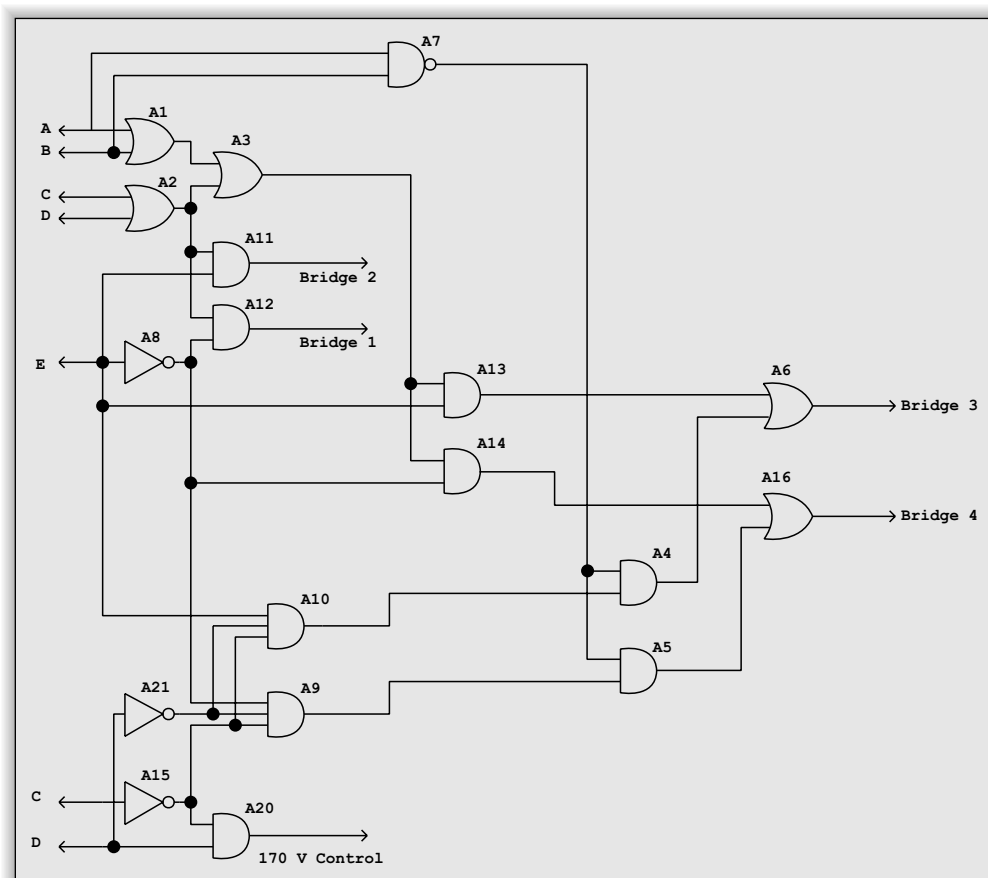 A7
A1
A
A3
B
A2
C
D
A11
Bridge 2
A12
A8
Bridge 1
E
A13
A6
Bridge 3
A14
A16
Bridge 4
A4
A10
A5
A21
A9
A15
C
A20
D
170 V Control